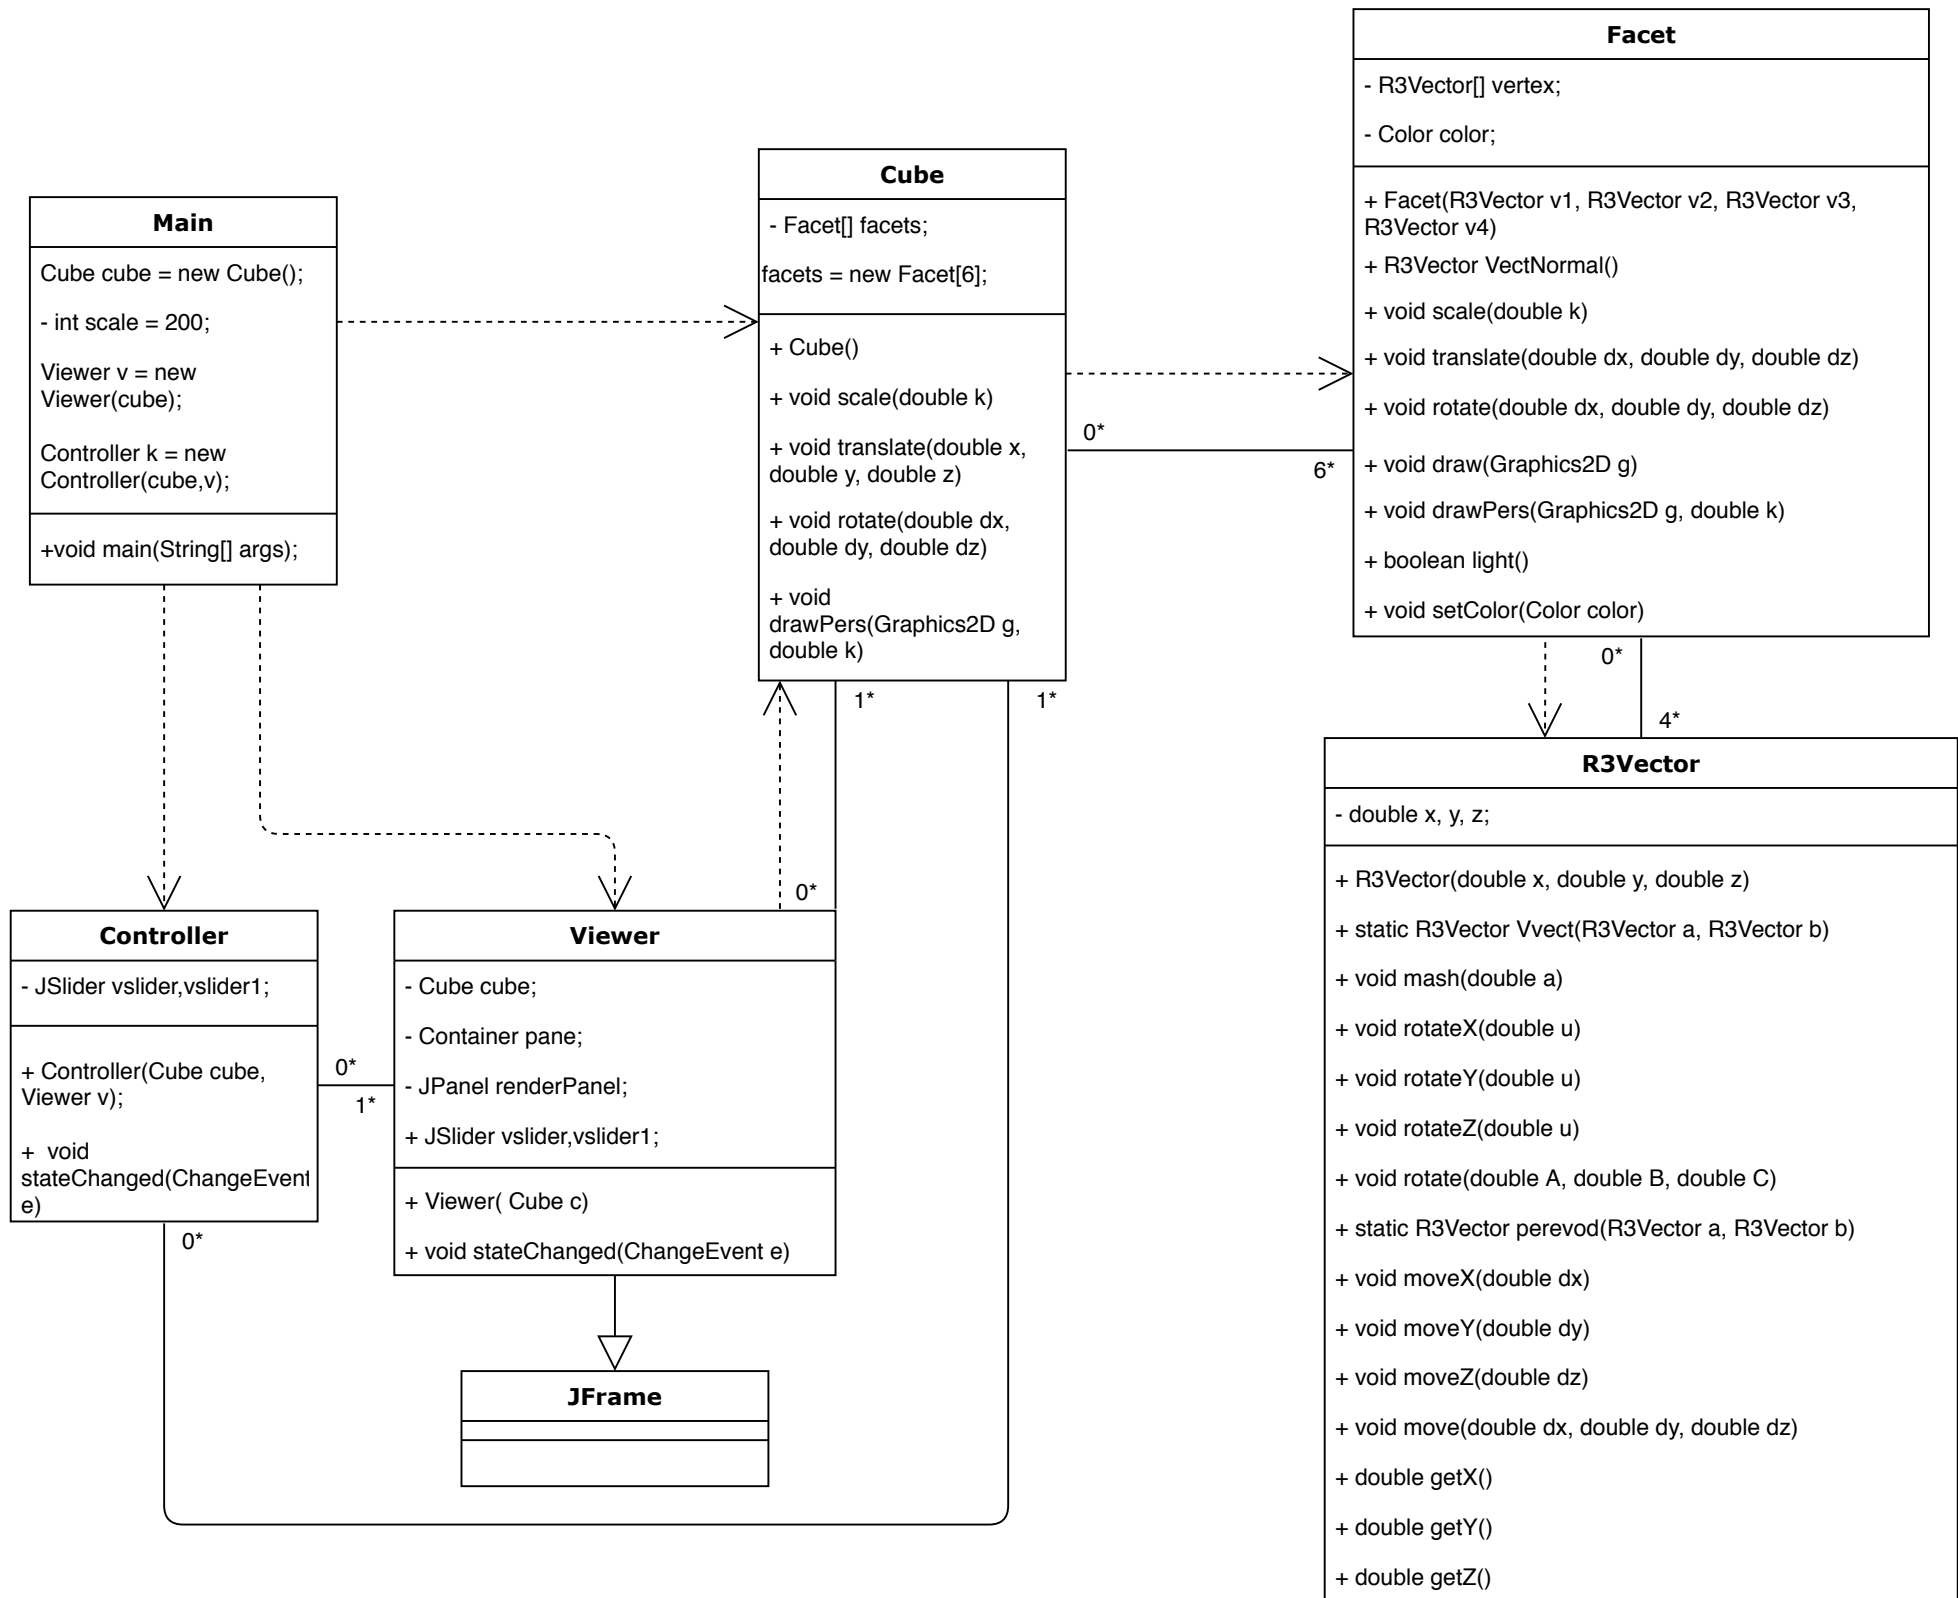 Main
Cube cube = new Cube();
- int scale = 200;
Viewer v = new
Viewer(cube);
Controller k = new
Controller(cube,v);
+void main(String[] args);
Cube
- Facet[] facets;
facets = new Facet[6];
+ Cube()
+ void scale(double k)
+ void translate(double x,
double y, double z)
+ void rotate(double dx,
double dy, double dz)
+ void
drawPers(Graphics2D g,
double k)
Facet
- R3Vector[] vertex;
- Color color;
+ Facet(R3Vector v1, R3Vector v2, R3Vector v3,
R3Vector v4)
+ R3Vector VectNormal()
+ void scale(double k)
+ void translate(double dx, double dy, double dz)
+ void rotate(double dx, double dy, double dz)
+ void draw(Graphics2D g)
+ void drawPers(Graphics2D g, double k)
+ boolean light()
+ void setColor(Color color)
0*
6*
0*
4*
1*
1*
0*
Controller
- JSlider vslider,vslider1;
+ Controller(Cube cube,
Viewer v);
+  void
stateChanged(ChangeEvent
e)
0*
1*
0*
Viewer
- Cube cube;
- Container pane;
- JPanel renderPanel;
+ JSlider vslider,vslider1;
+ Viewer( Cube c)
+ void stateChanged(ChangeEvent e)
JFrame
R3Vector
- double x, y, z;
+ R3Vector(double x, double y, double z)
+ static R3Vector Vvect(R3Vector a, R3Vector b)
+ void mash(double a)
+ void rotateX(double u)
+ void rotateY(double u)
+ void rotateZ(double u)
+ void rotate(double A, double B, double C)
+ static R3Vector perevod(R3Vector a, R3Vector b)
+ void moveX(double dx)
+ void moveY(double dy)
+ void moveZ(double dz)
+ void move(double dx, double dy, double dz)
+ double getX()
+ double getY()
+ double getZ()